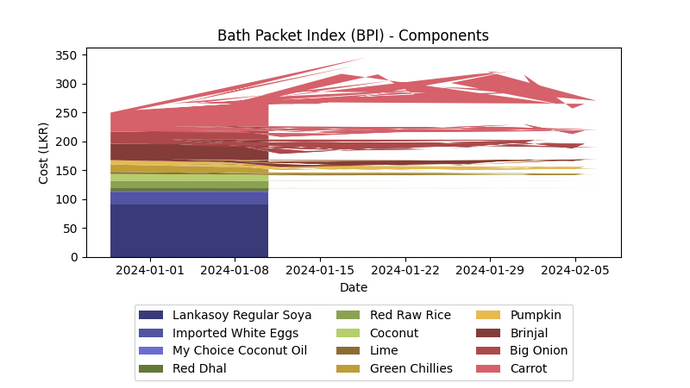 Bath Packet Index (BPI) - Components
350
300
250
200
150
100
50
0
Cost (LKR)
2024-01-01 2024-01-08 2024-01-15 2024-01-22 2024-01-29 2024-02-05
Date
Lankasoy Regular Soya Red Raw Rice Pumpkin
Imported White Eggs Coconut Brinjal
My Choice Coconut Oil Lime Big Onion
Red Dhal Green Chillies Carrot